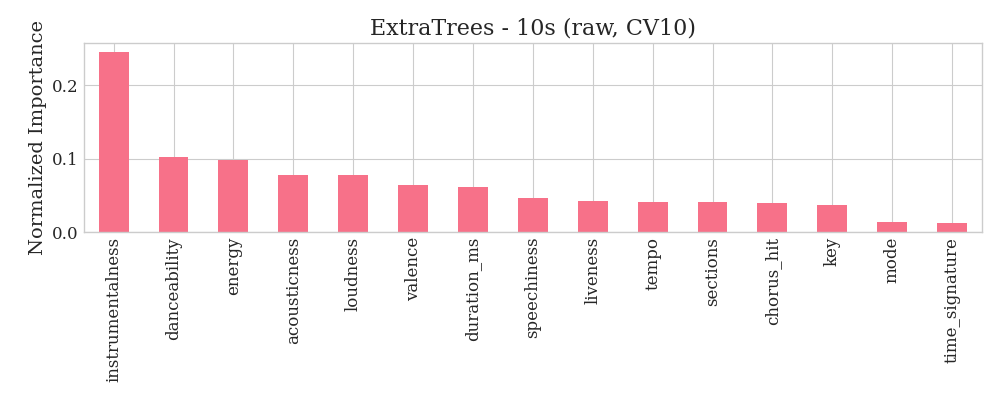 ExtraTrees - 10s (raw, CV10)
Normalized Importance
0.2
0.1
0.0
instrumentalness
danceability
energy
acousticness
loudness
valence
duration_ms
speechiness
liveness
tempo
sections
chorus_hit
key
mode
time_signature